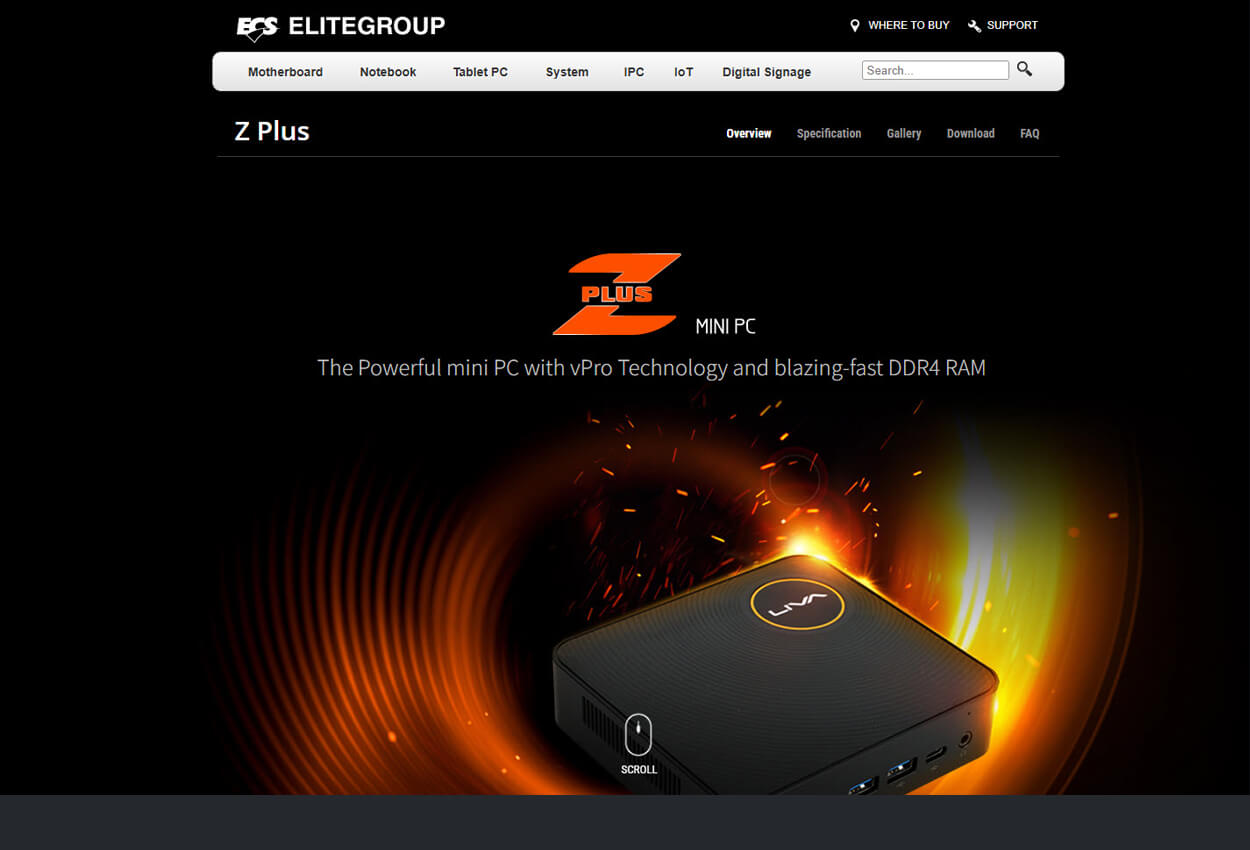 ECS ELITEGROUP
WHERE TO BUY SUPPORT
Motherboard Notebook Tablet PC System IPC IoT Digital Signage Search...
Z Plus
Overview Specification Gallery Download FAQ
Z
PLUS
MINI PC
The Powerful mini PC with vPro Technology and blazing-fast DDR4 RAM
LIVA
SCROLL